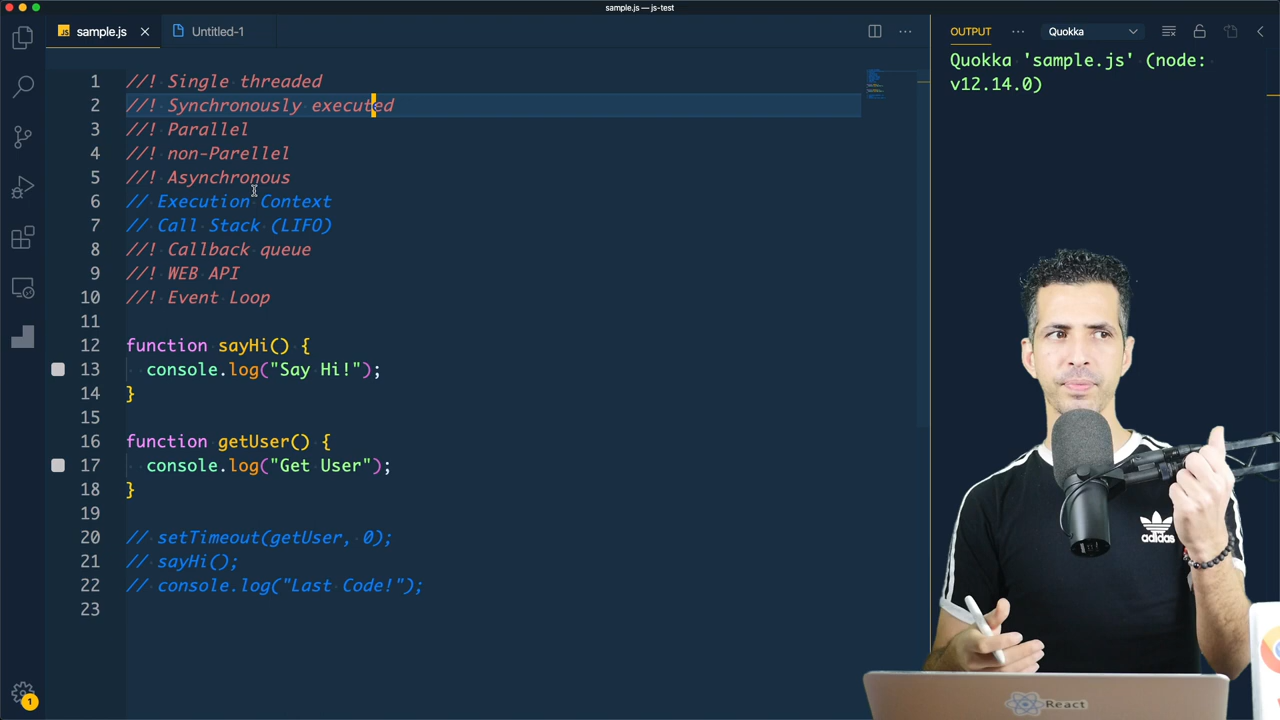 sample.js — js-test
JS sample.js
Untitled-1
OUTPUT
Quokka
Quokka 'sample.js' (node:
v12.14.0)
1 //! Single threaded
2 //! Synchronously executed
3 //! Parallel
4 //! non-Parellel
5 //! Asynchronous
6 // Execution Context
7 // Call Stack (LIFO)
8 //! Callback queue
9 //! WEB API
10 //! Event Loop
11
12 function sayHi() {
13 console.log("Say Hi!");
14 }
15
16 function getUser() {
17 console.log("Get User");
18 }
19
20 // setTimeout(getUser, 0);
21 // sayHi();
22 // console.log("Last Code!");
23
1
adidas
React